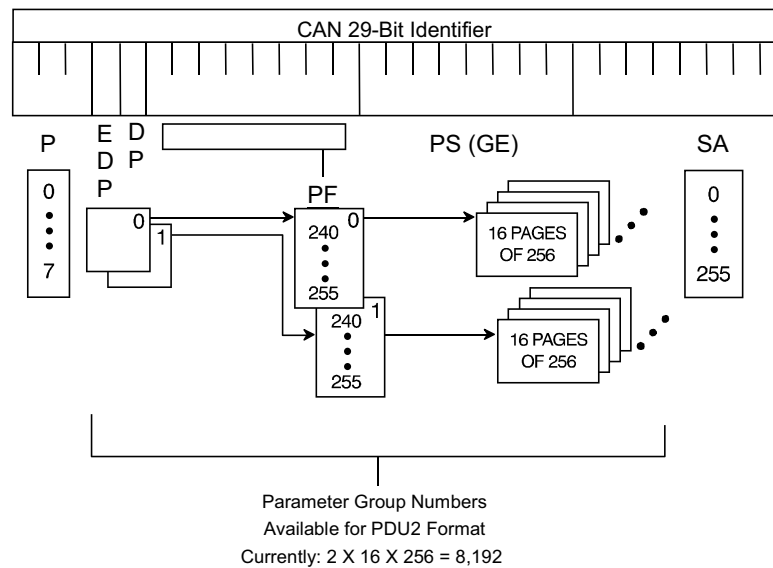 CAN 29-Bit Identifier
P
EDP
DP
PS (GE)
SA
PF
0
7
0
1
0
240
255
1
240
255
16 PAGES
OF 256
16 PAGES
OF 256
0
255
Parameter Group Numbers
Available for PDU2 Format
Currently: 2 X 16 X 256 = 8,192